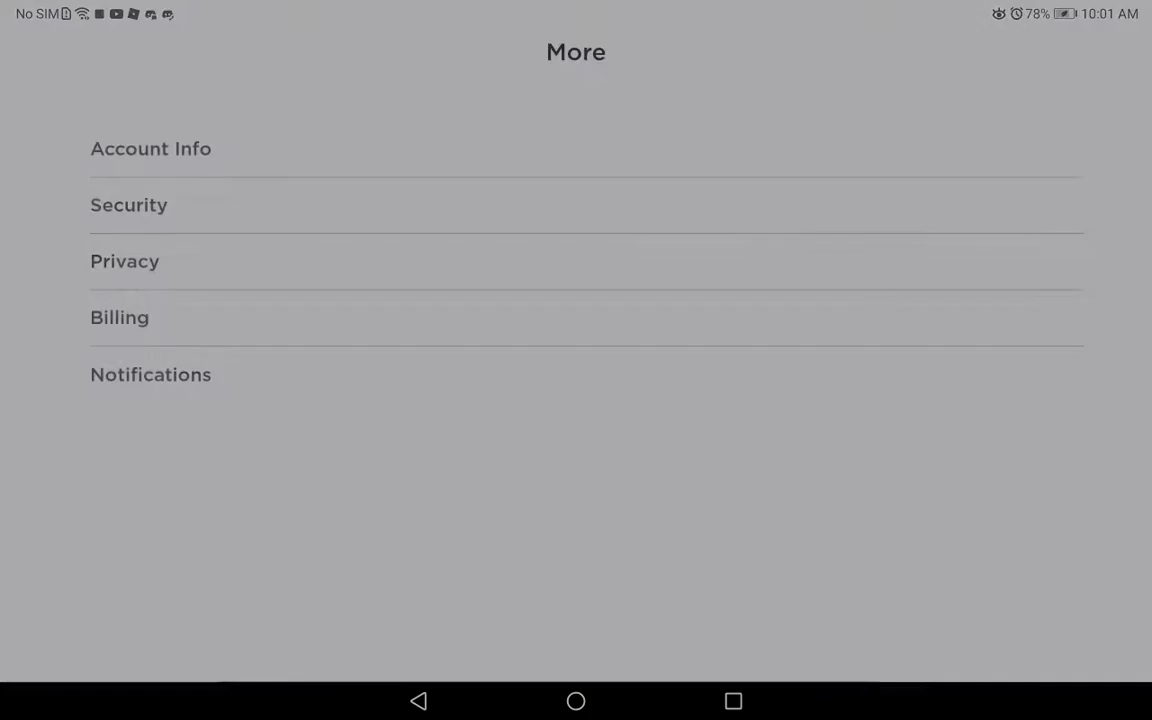 No SIM 78% 10:01 AM
More
Account Info
Security
Privacy
Billing
Notifications